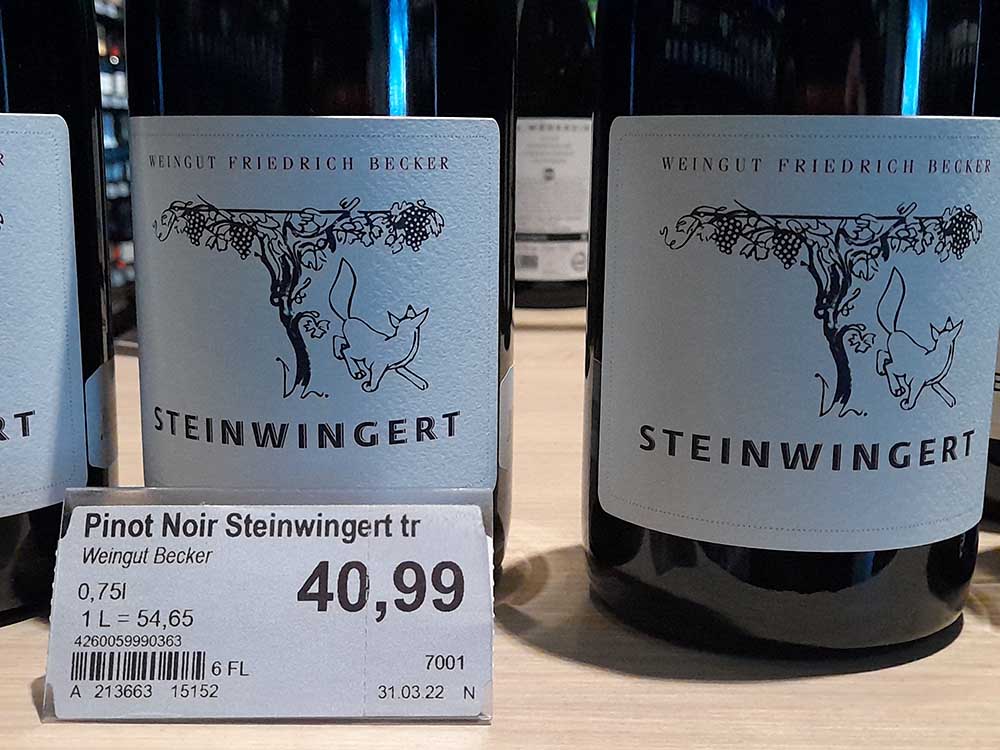 WEINGUT FRIEDRICH BECKER
STEINWINGERT
WEINGUT FRIEDRICH BECKER
STEINWINGERT
R
RT
Pinot Noir Steinwingert tr
Weingut Becker
0,75l
40,99
1 L = 54,65
4260059990363
6 FL
7001
A 213663 15152
31.03.22 N